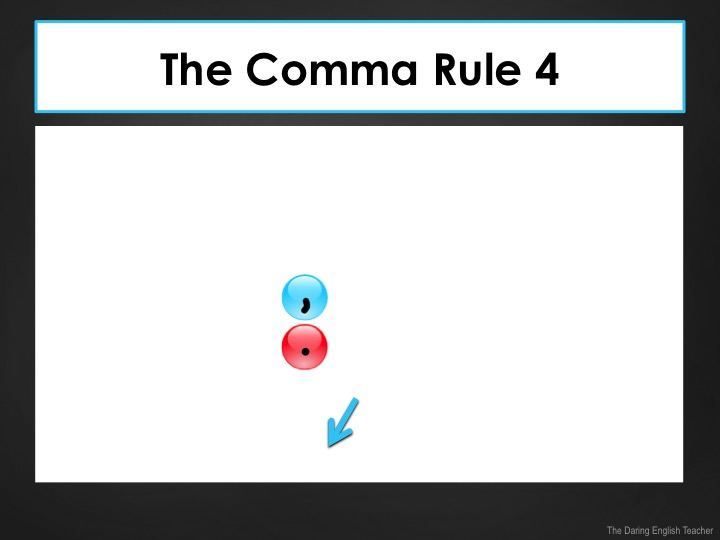 The Comma Rule 4
,
.
The Daring English Teacher